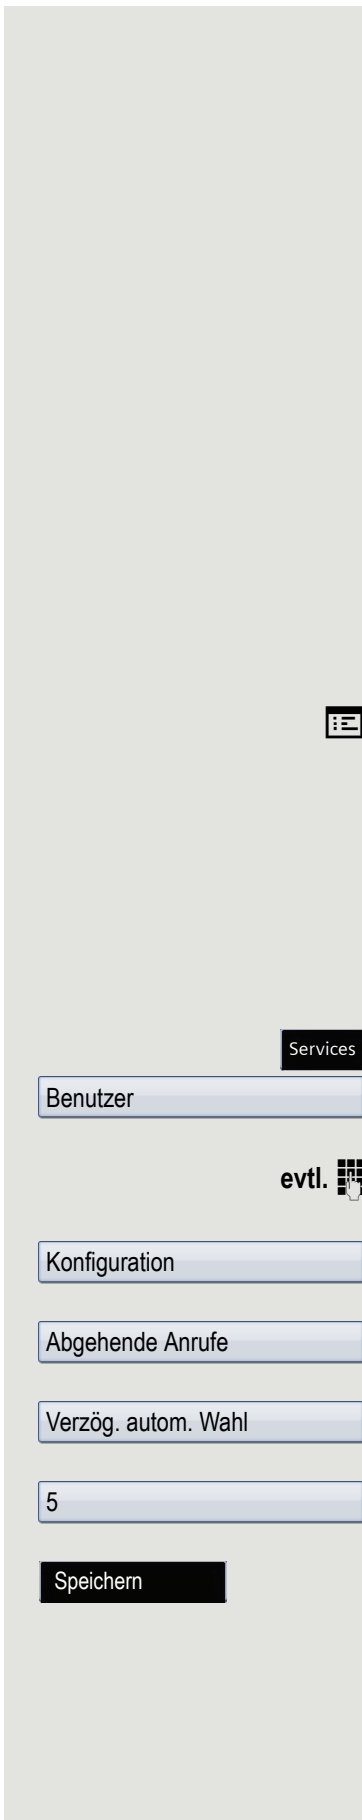 Services
Benutzer
evtl.
Konfiguration
Abgehende Anrufe
Verzög. autom. Wahl
5
Speichern